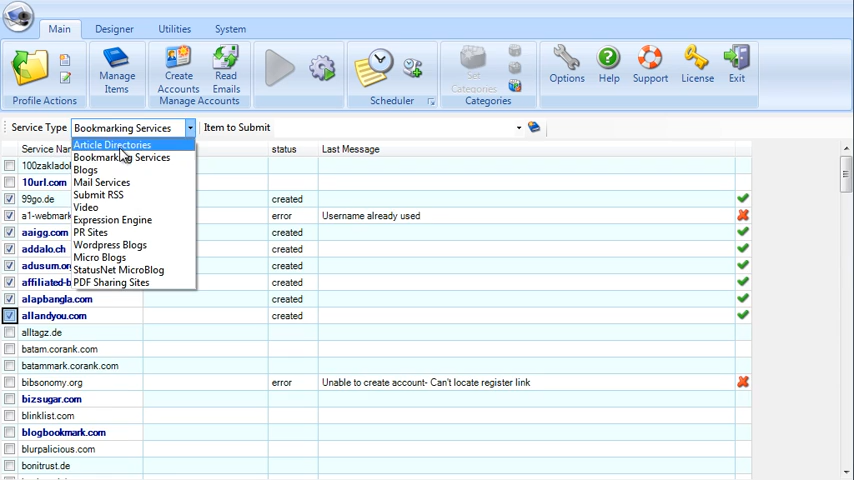 Main Designer Utilities System
Manage Items
Create Accounts
Read Emails
Set Categories
Options
Help
Support
License
Exit
Profile Actions
Manage Accounts
Scheduler
Categories
Service Type Bookmarking Services Item to Submit
Article Directories
Bookmarking Services
Blogs
Mail Services
Submit RSS
Video
Expression Engine
PR Sites
Wordpress Blogs
Micro Blogs
StatusNet MicroBlog
PDF Sharing Sites
Service Na status Last Message
100zaklado
10url.com
99go.de created
a1-webmark error Username already used
aaigg.com created
addalo.ch created
adusum.or created
affiliated-b created
alapbangla.com created
allandyou.com created
alltagz.de
batam.corank.com
batammark.corank.com
bibsonomy.org error Unable to create account- Can't locate register link
bizsugar.com
blinklist.com
blogbookmark.com
blurpalicious.com
bonitrust.de